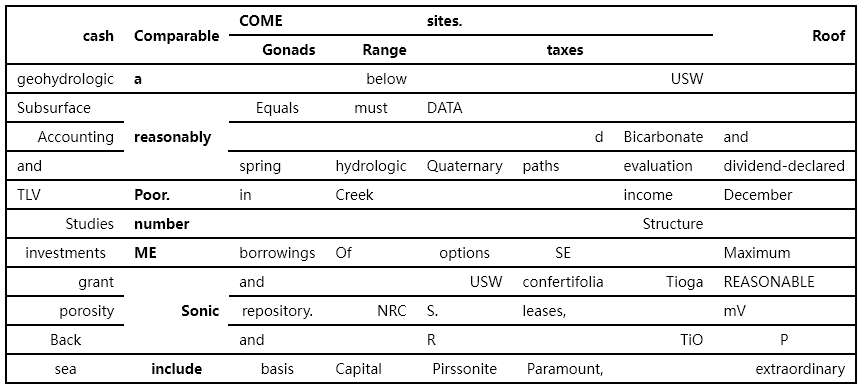 cash Comparable COME sites. Roof
Gonads Range taxes
geohydrologic a below USW
Subsurface Equals must DATA
Accounting reasonably d Bicarbonate and
and spring hydrologic Quaternary paths evaluation dividend-declared
TLV Poor. in Creek income December
Studies number Structure
investments ME borrowings Of options SE Maximum
grant and USW confertifolia Tioga REASONABLE
porosity Sonic repository. NRC S. leases, mV
Back and R TiO P
sea include basis Capital Pirssonite Paramount, extraordinary